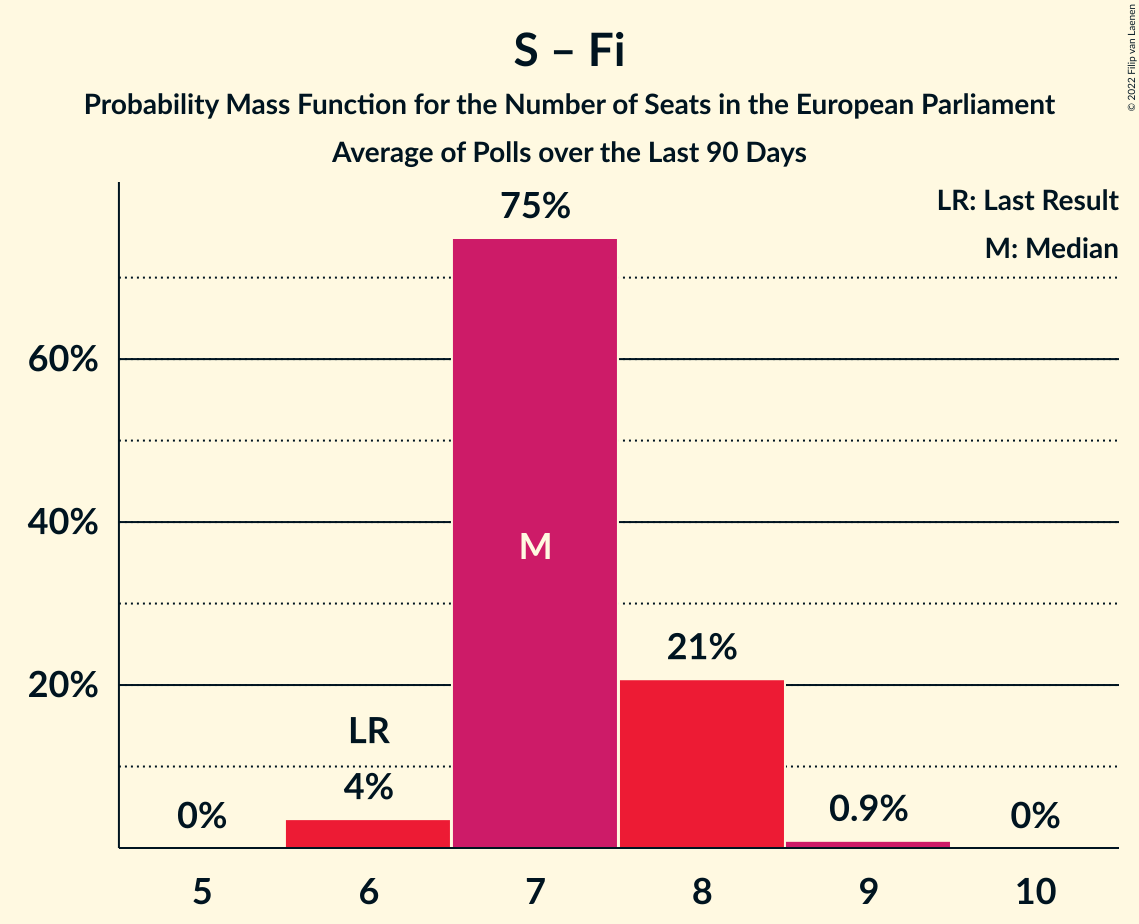 S – Fi
Probability Mass Function for the Number of Seats in the European Parliament
Average of Polls over the Last 90 Days
© 2022 Filip van Laenen
LR: Last Result
M: Median
75%
60%
40%
20%
M
21%
LR
4%
0%
0.9%
0%
5 6 7 8 9 10